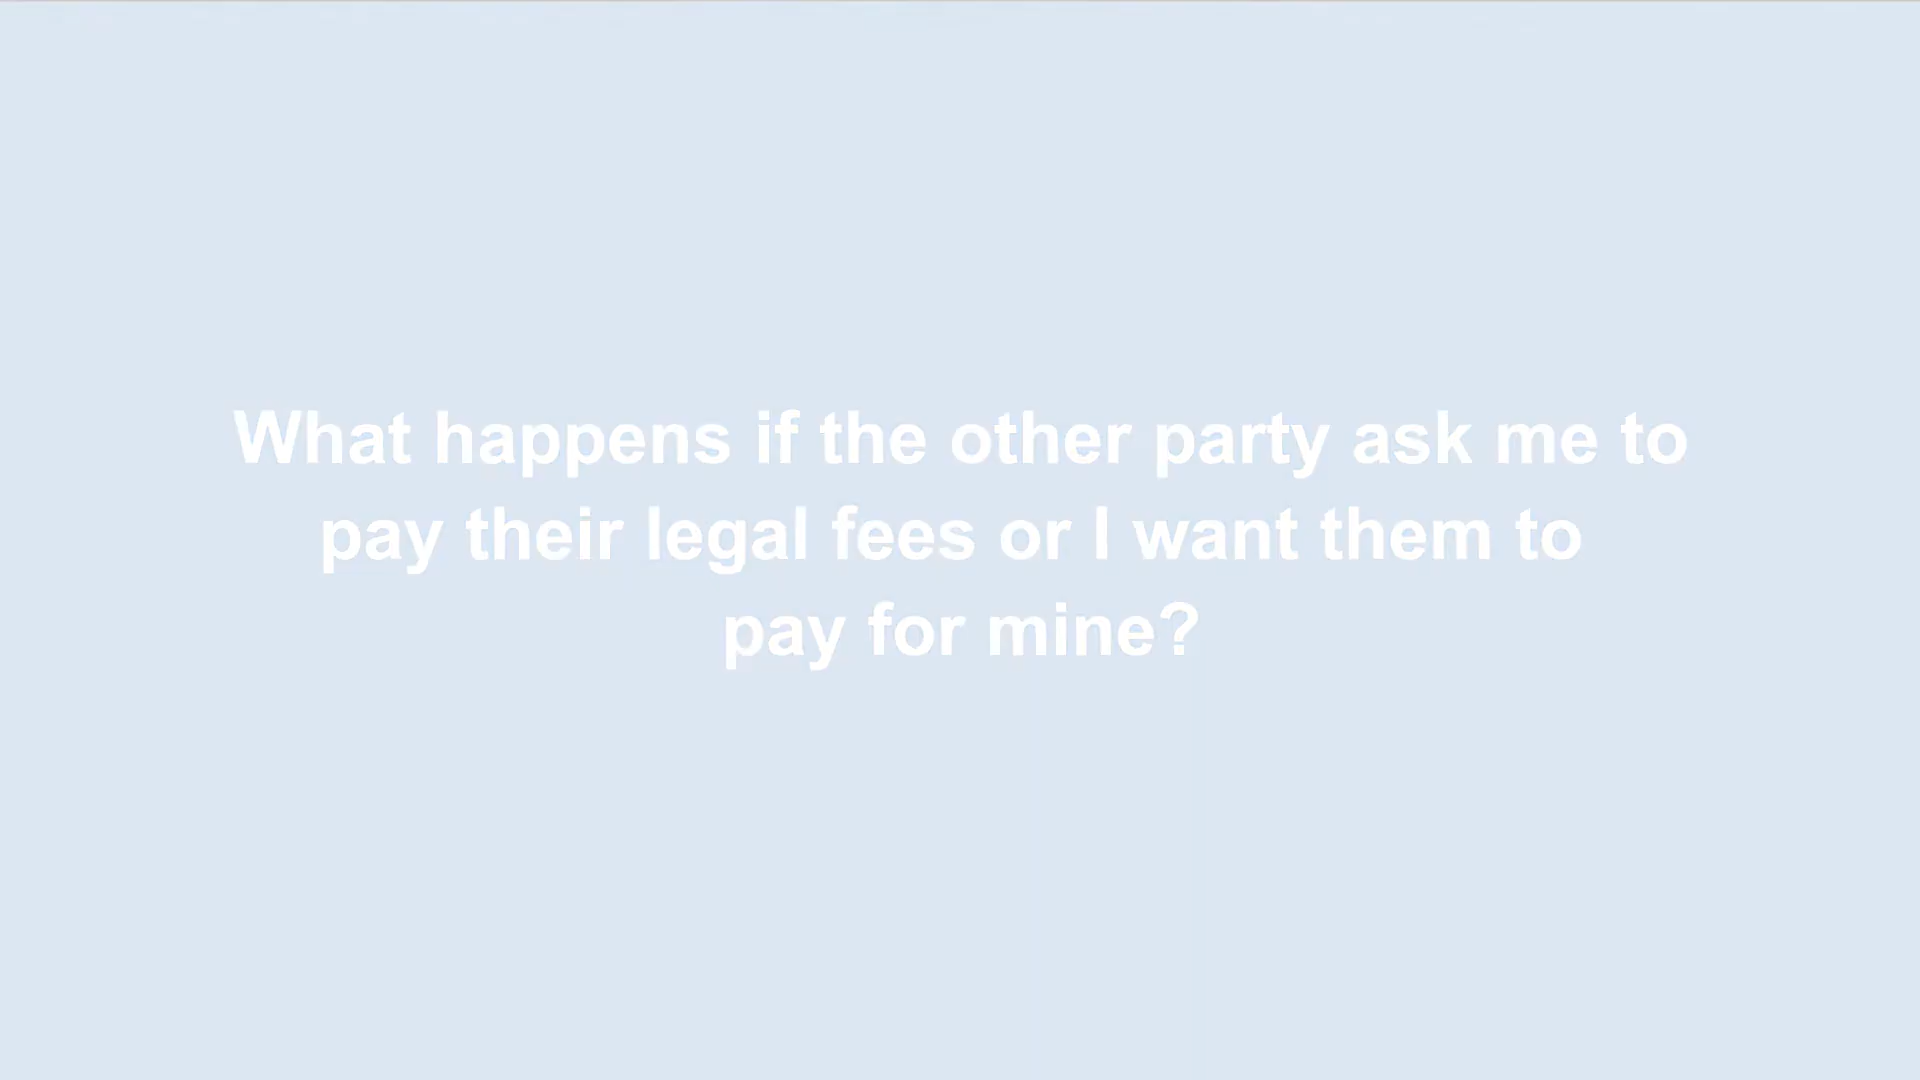 What happens if the other party ask me to
pay their legal fees or I want them to
pay for mine?